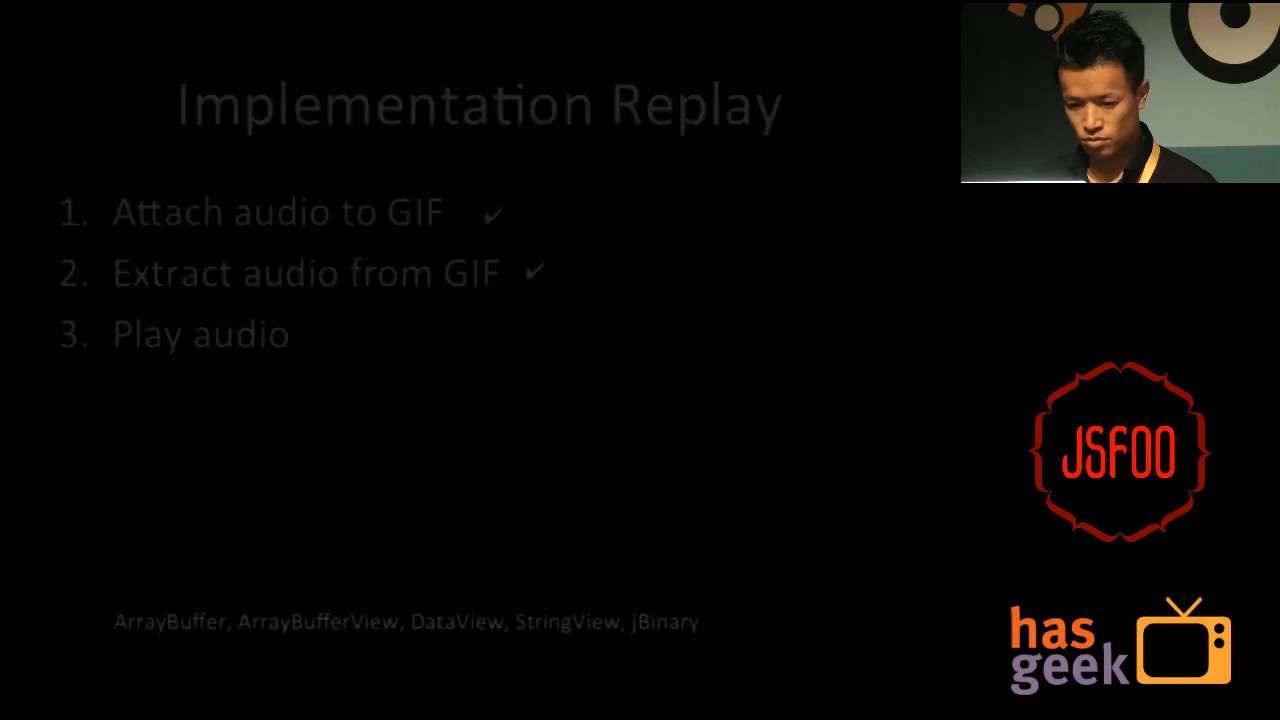 Implementation Replay
1. Attach audio to GIF ✔
2. Extract audio from GIF ✔
3. Play audio
ArrayBuffer, ArrayBufferView, DataView, StringView, jBinary
JSFOO
has
geek